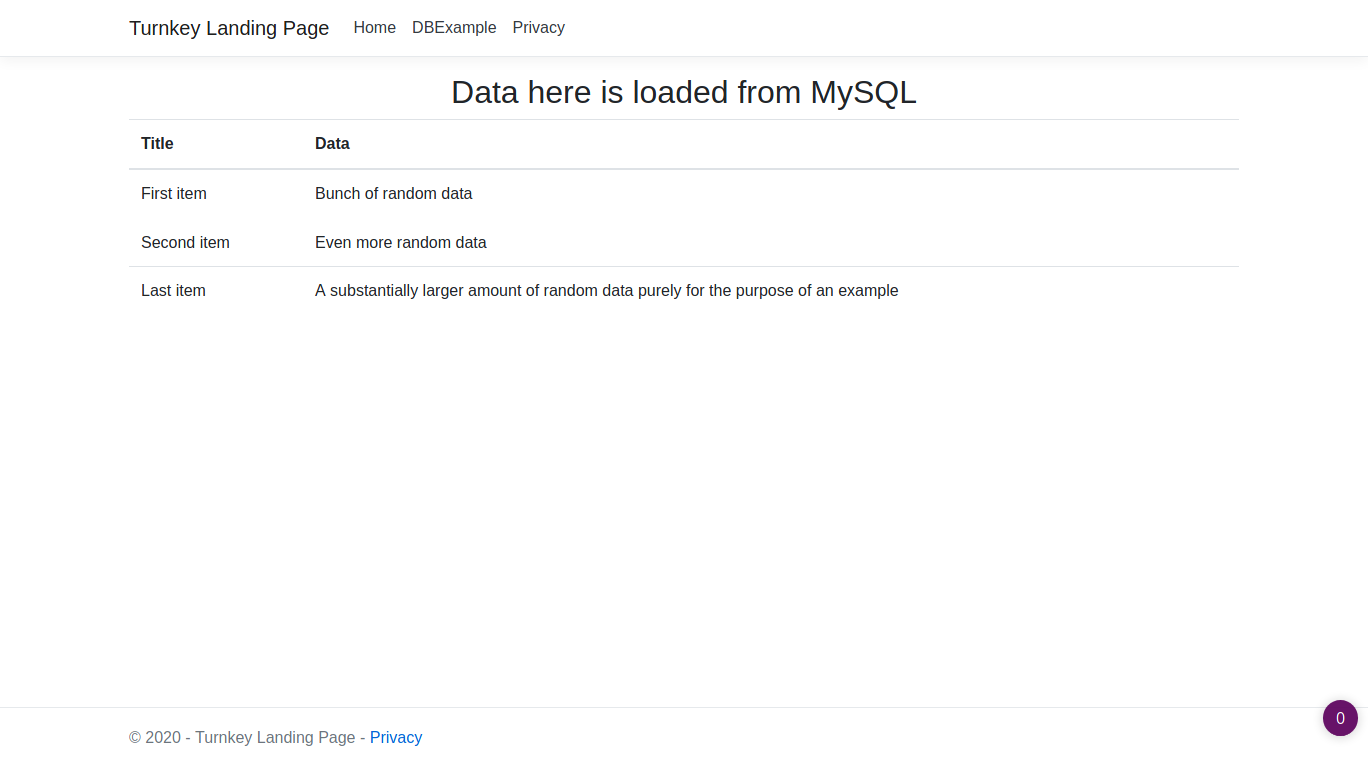 Turnkey Landing Page Home DBExample Privacy
Data here is loaded from MySQL
Title Data
First item Bunch of random data
Second item Even more random data
Last item A substantially larger amount of random data purely for the purpose of an example
0
© 2020 - Turnkey Landing Page - Privacy